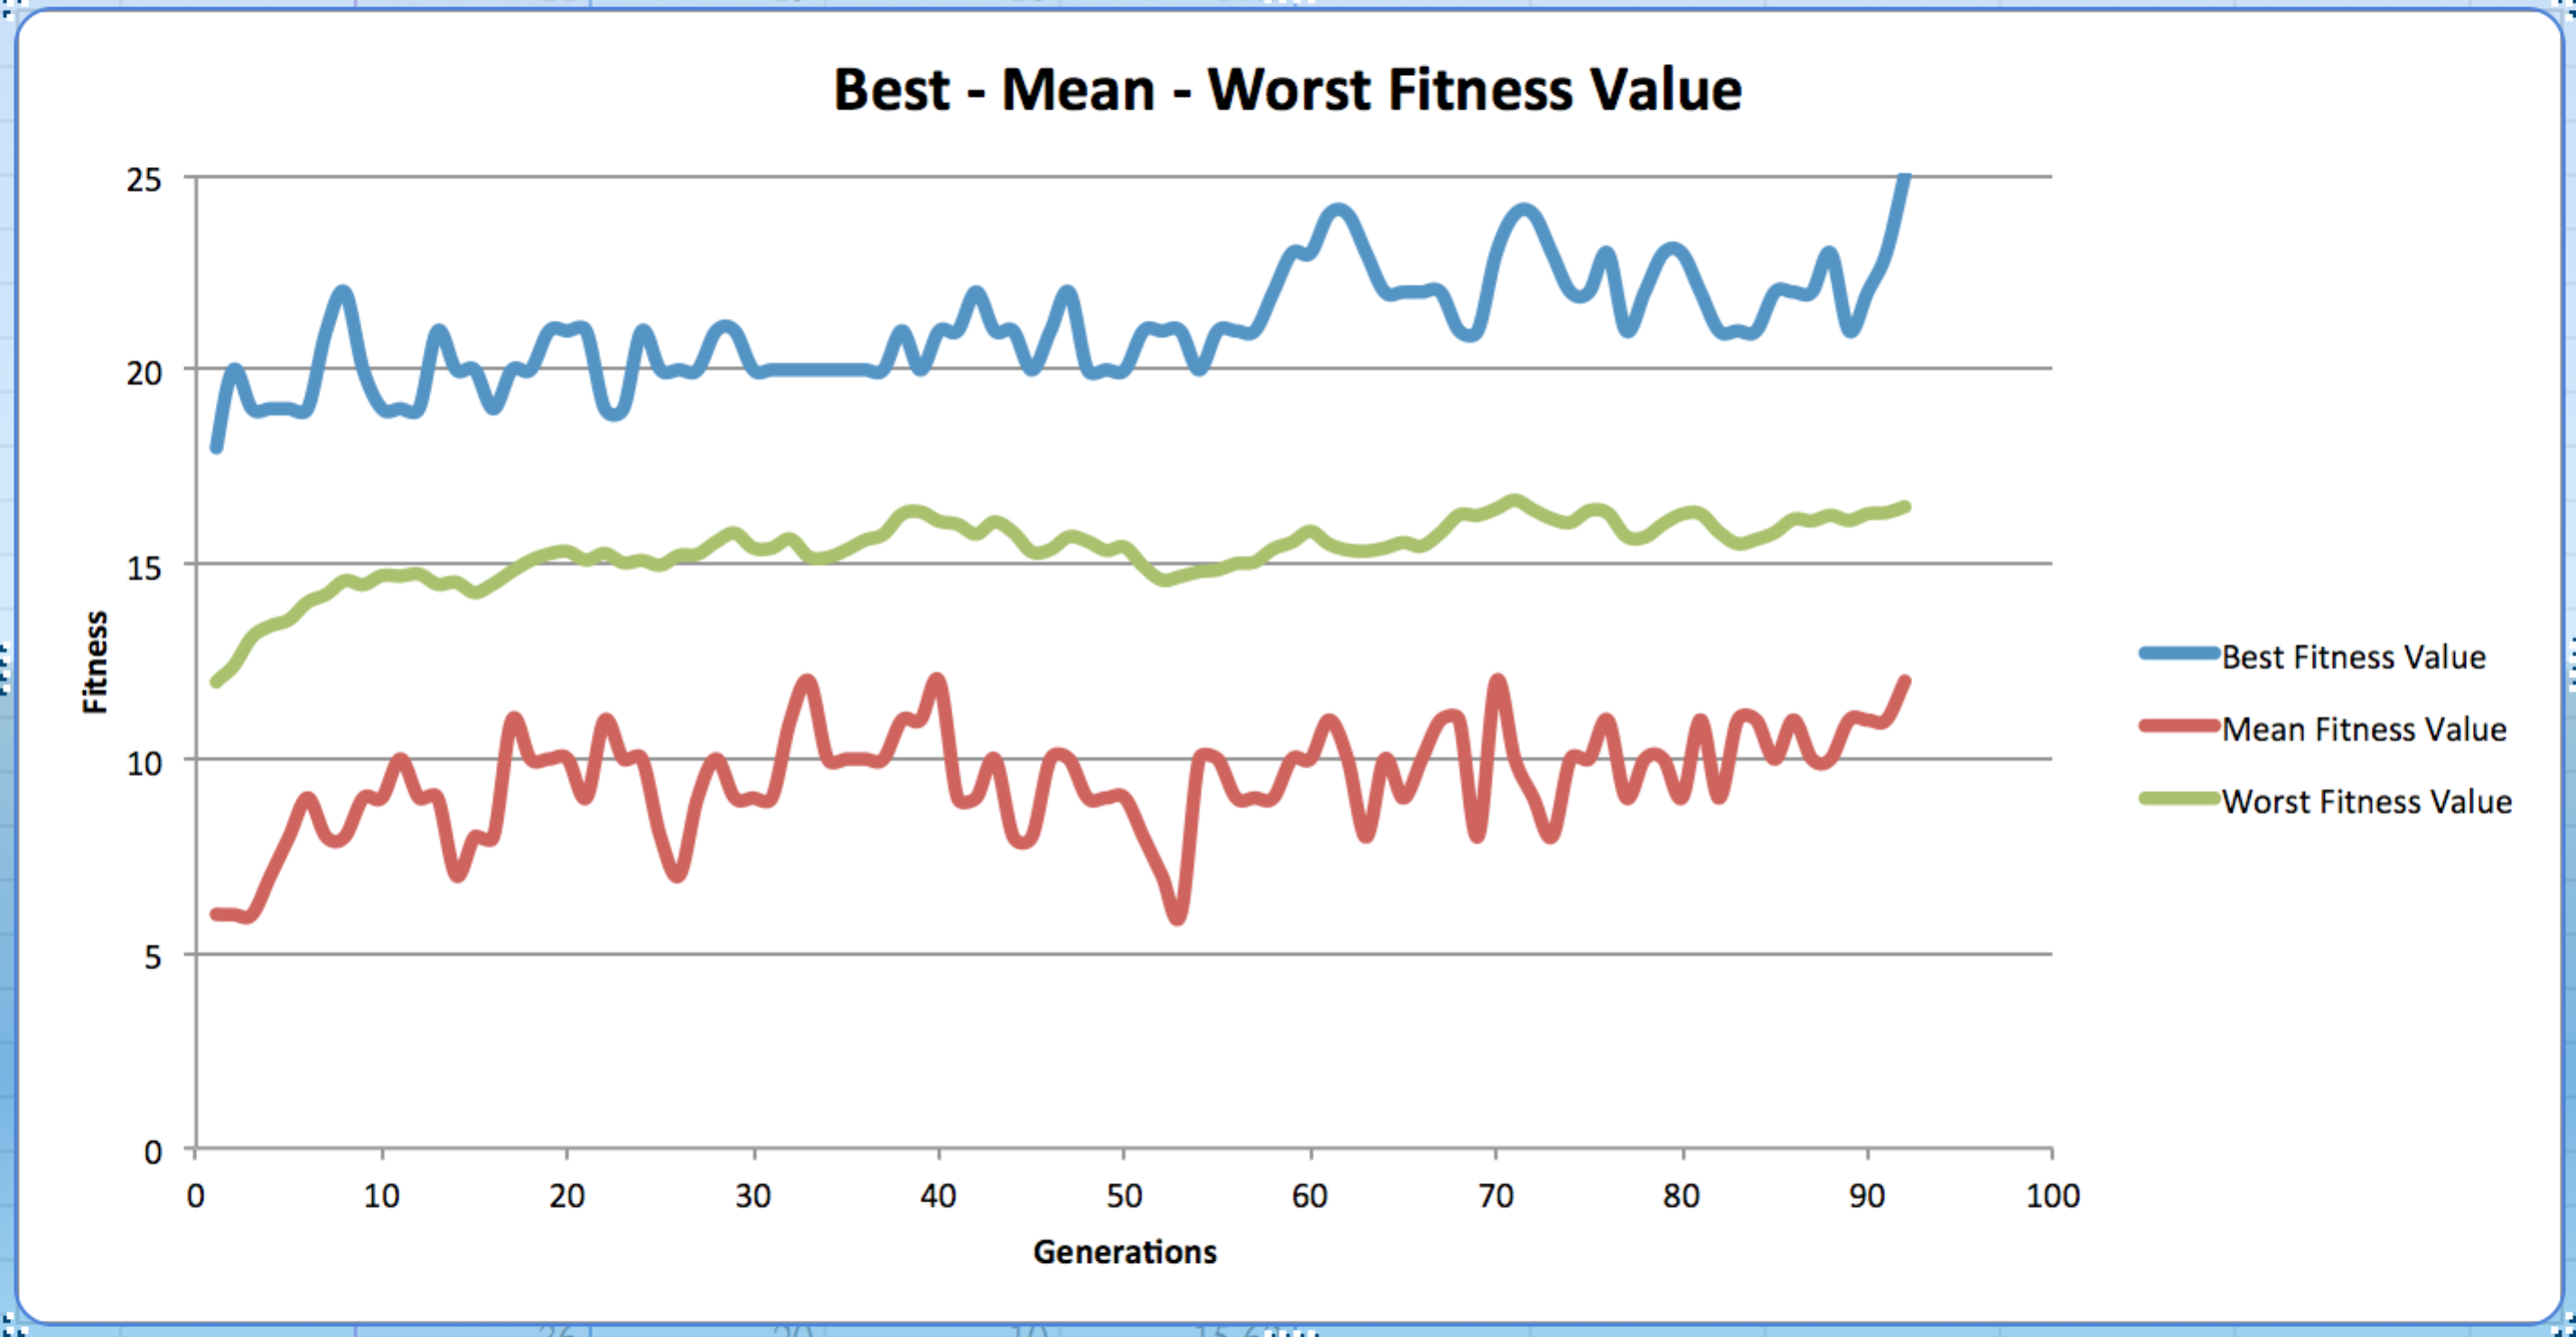 Best - Mean - Worst Fitness Value
25
20
15
10
5
0
Fitness
0 10 20 30 40 50 60 70 80 90 100
Generations
Best Fitness Value
Mean Fitness Value
Worst Fitness Value